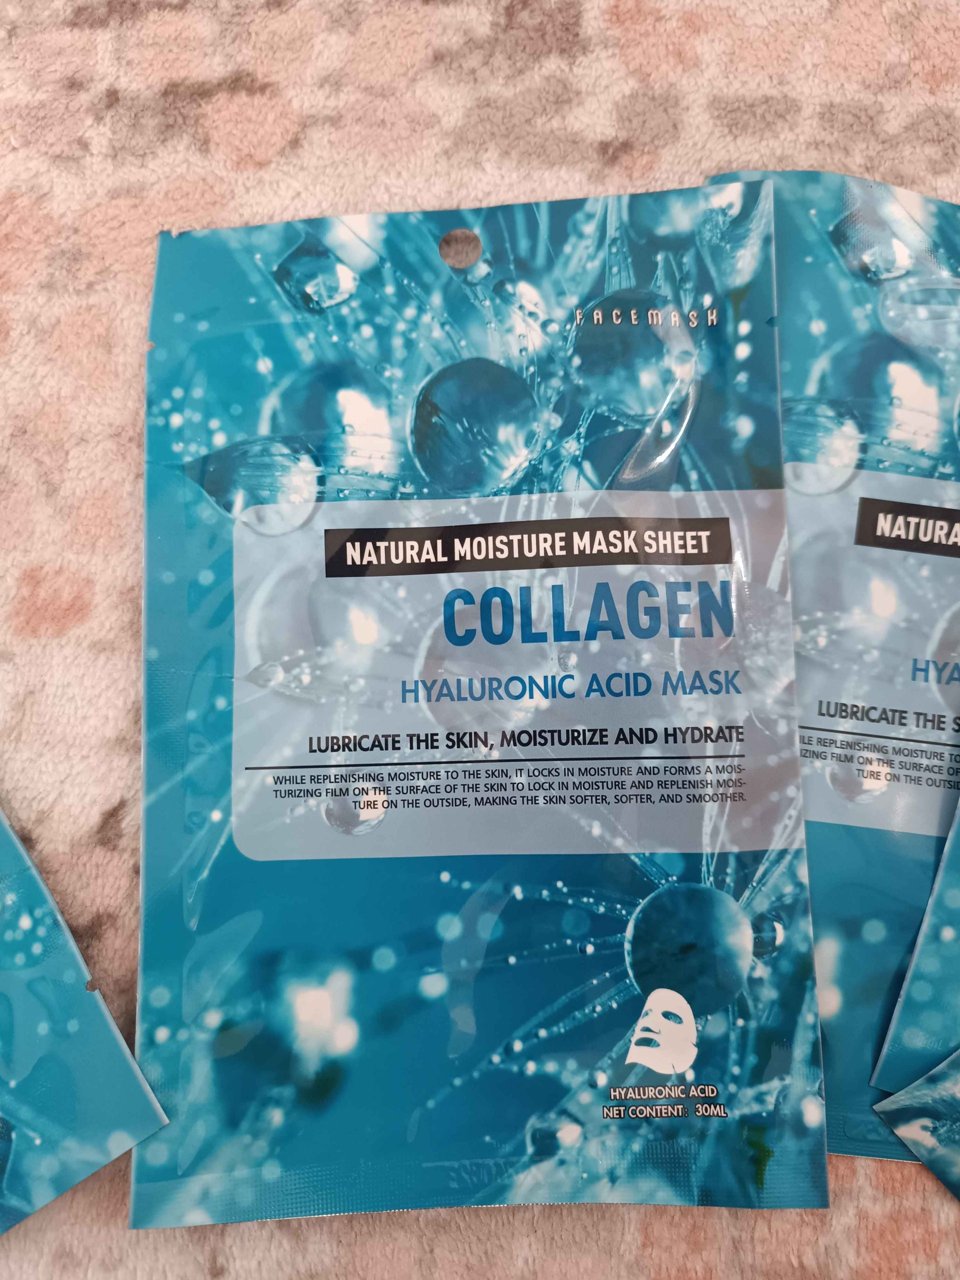 FACEMASK
NATURAL MOISTURE MASK SHEET
COLLAGEN
HYALURONIC ACID MASK
LUBRICATE THE SKIN, MOISTURIZE AND HYDRATE
WHILE REPLENISHING MOISTURE TO THE SKIN, IT LOCKS IN MOISTURE AND FORMS A MOIS-
TURIZING FILM ON THE SURFACE OF THE SKIN TO LOCK IN MOISTURE AND REPLENISH MOIS-
TURE ON THE OUTSIDE, MAKING THE SKIN SOFTER, SOFTER, AND SMOOTHER.
HYALURONIC ACID
NET CONTENT: 30ML
NATURA
HYA
LUBRICATE THE S
ILE REPLENISHING MOISTURE TO
IZING FILM ON THE SURFACE OF
TURE ON THE OUTSID